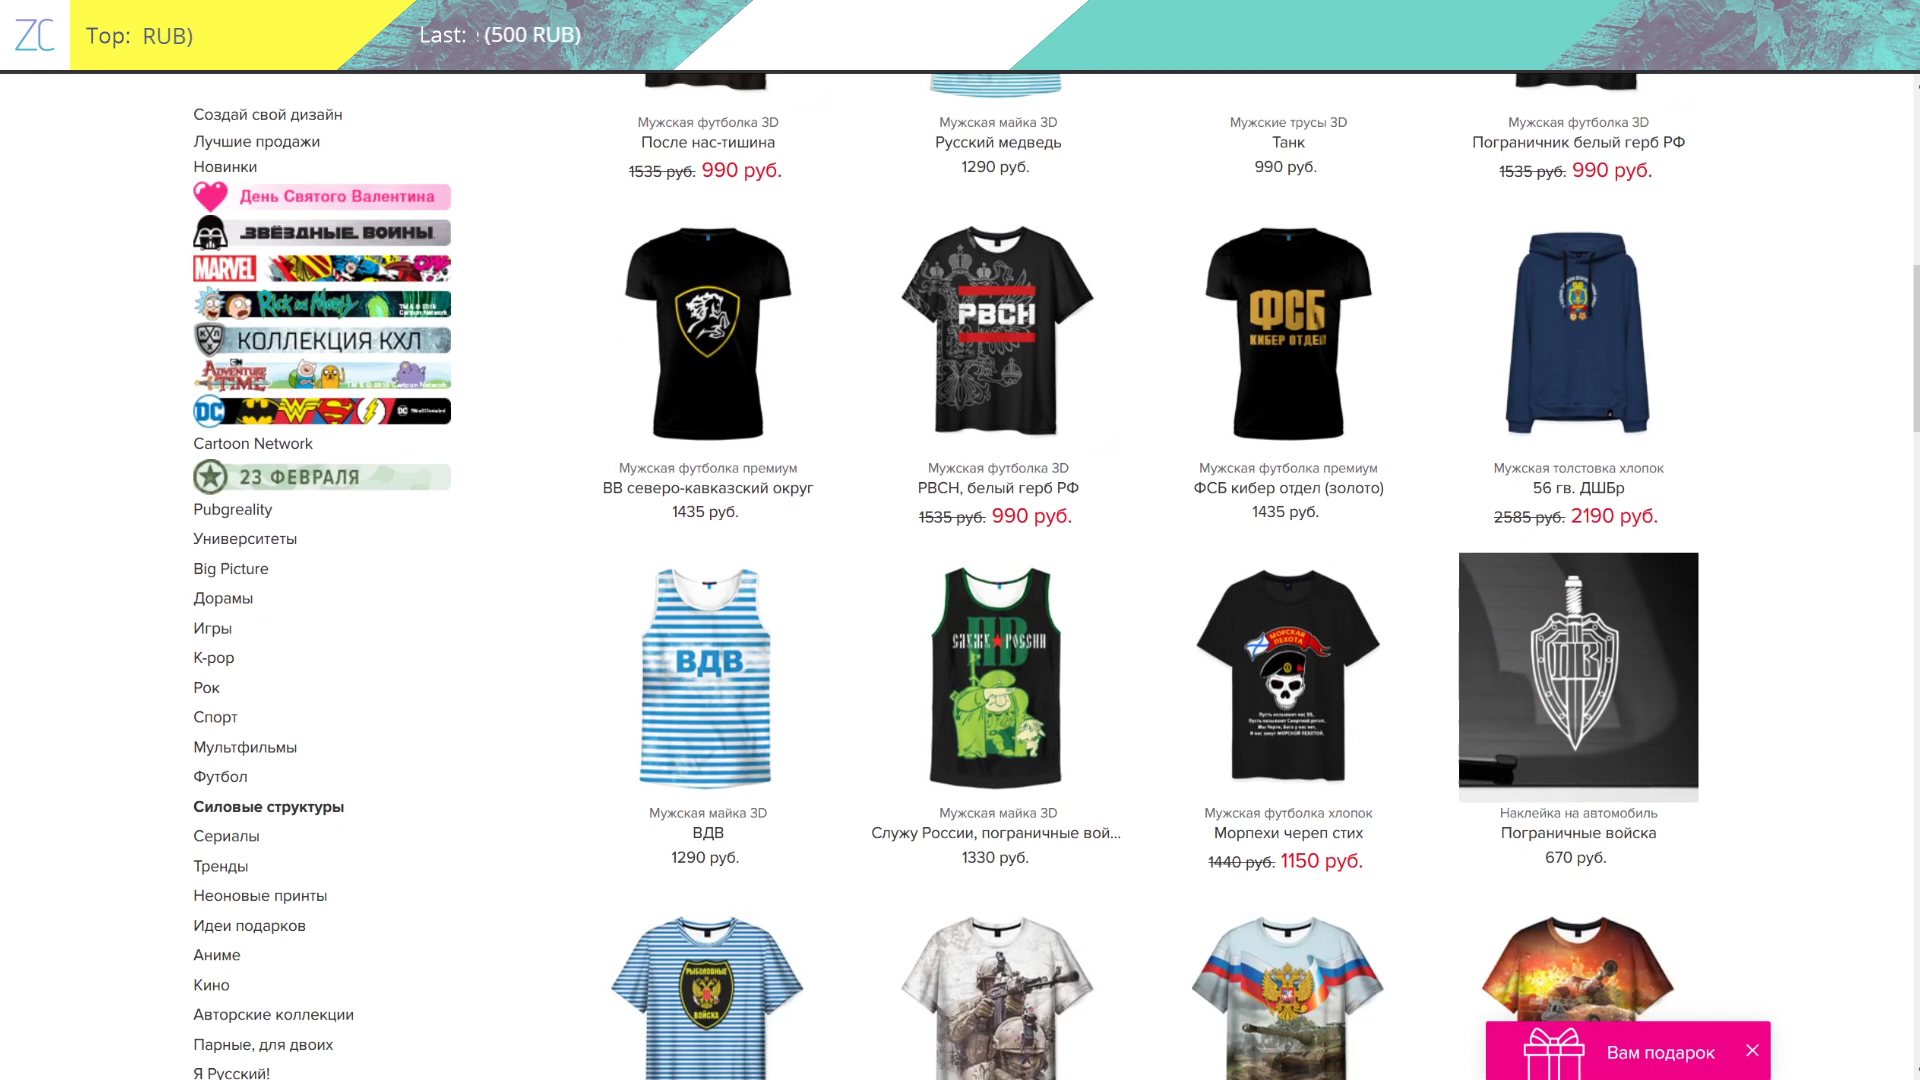 ZC
Top: RUB)
Last: (500 RUB)
Создай свой дизайн
Лучшие продажи
Новинки
День Святого Валентина
ЗВЁЗДНЫЕ ВОИНЫ
MARVEL
Rick and Morty
КХЛ
КОЛЛЕКЦИЯ КХЛ
CN
ADVENTURE TIME
DC
Cartoon Network
23 ФЕВРАЛЯ
Pubgreality
Университеты
Big Picture
Дорамы
Игры
K-pop
Рок
Спорт
Мультфильмы
Футбол
Силовые структуры
Сериалы
Тренды
Неоновые принты
Идеи подарков
Аниме
Кино
Авторские коллекции
Парные, для двоих
Я Русский!
Мужская футболка 3D
После нас-тишина
1535 руб. 990 руб.
Мужская майка 3D
Русский медведь
1290 руб.
Мужские трусы 3D
Танк
990 руб.
Мужская футболка 3D
Пограничник белый герб РФ
1535 руб. 990 руб.
Мужская футболка премиум
ВВ северо-кавказский округ
1435 руб.
РВСН
Мужская футболка 3D
РВСН, белый герб РФ
1535 руб. 990 руб.
ФСБ
КИБЕР ОТДЕЛ
Мужская футболка премиум
ФСБ кибер отдел (золото)
1435 руб.
Мужская толстовка хлопок
56 гв. ДШБр
2585 руб. 2190 руб.
ВДВ
Мужская майка 3D
ВДВ
1290 руб.
ПВ
СЛУЖУ РОССИИ
Мужская майка 3D
Служу России, пограничные вой...
1330 руб.
МОРСКАЯ
ПЕХОТА
Мужская футболка хлопок
Морпехи череп стих
1440 руб. 1150 руб.
ПВ
Наклейка на автомобиль
Пограничные войска
670 руб.
РЫБОЛОВНЫЕ
ВОЙСКА
Вам подарок